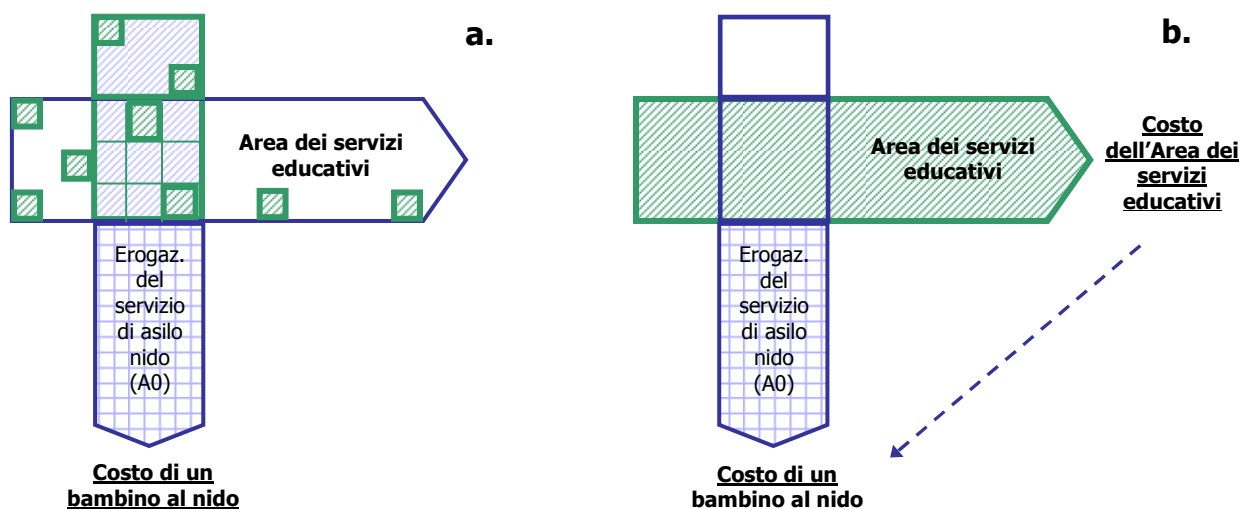 a.
Area dei servizi
educativi
Erogaz.
del
servizio
di asilo
nido
(A0)
Costo di un
bambino al nido
b.
Area dei servizi
educativi
Costo
dell'Area dei
servizi
educativi
Erogaz.
del
servizio
di asilo
nido
(A0)
Costo di un
bambino al nido